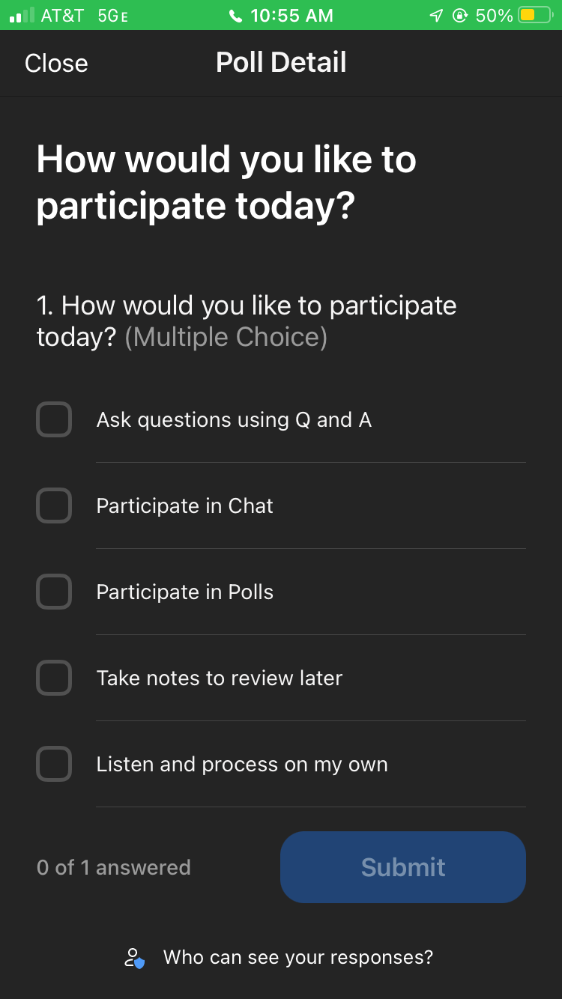 AT&T 5GE 10:55 AM 50%
Close Poll Detail
How would you like to
participate today?
1. How would you like to participate
today? (Multiple Choice)
Ask questions using Q and A
Participate in Chat
Participate in Polls
Take notes to review later
Listen and process on my own
0 of 1 answered Submit
Who can see your responses?